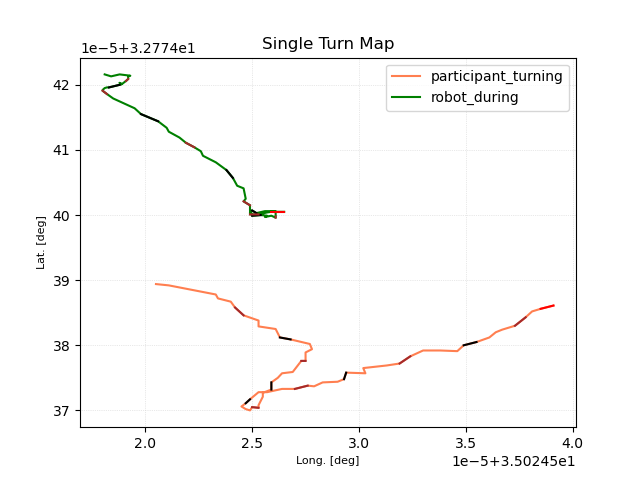 Single Turn Map
1e−5+3.2774e1
participant_turning
robot_during
42
41
40
39
38
37
Lat. [deg]
2.0 2.5 3.0 3.5 4.0
Long. [deg]
1e−5+3.50245e1